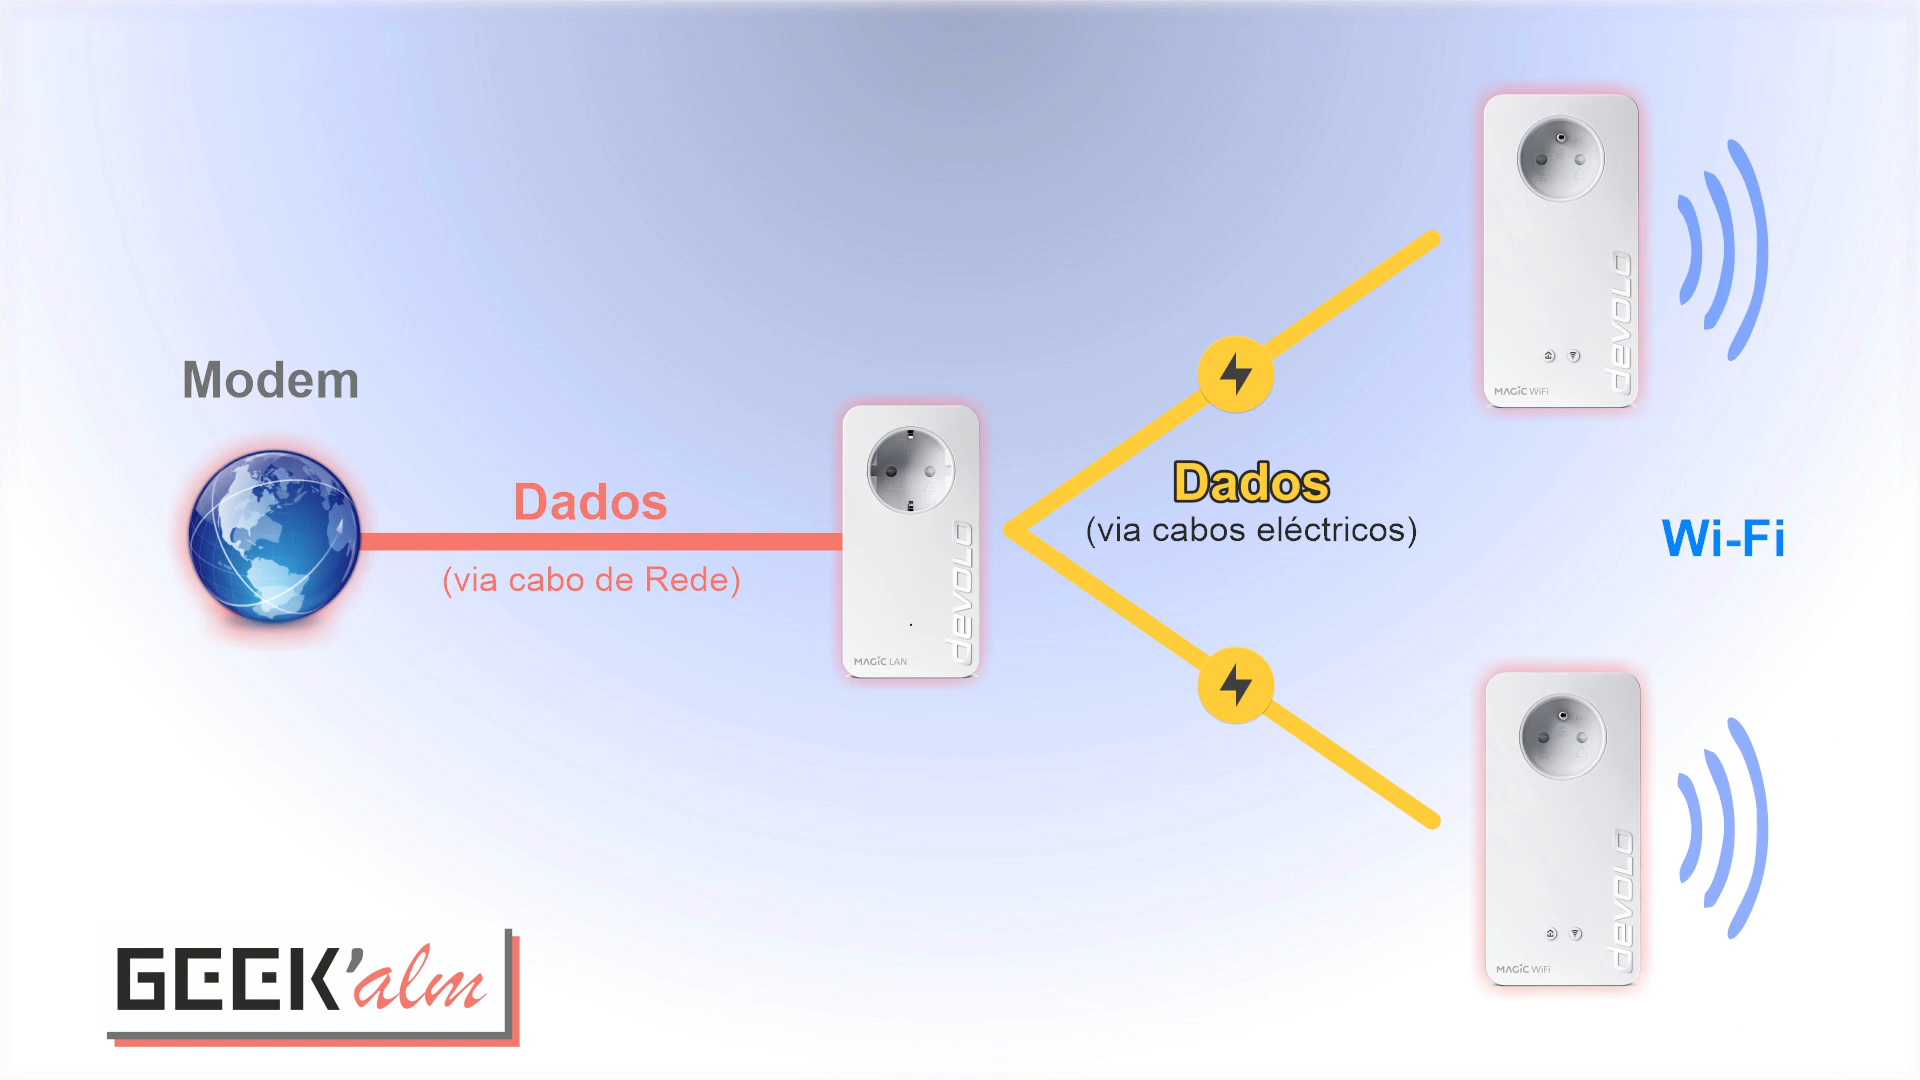 Modem
Dados
(via cabo de Rede)
devolo
MAGIC LAN
Dados
(via cabos eléctricos)
devolo
MAGIC WiFi
Wi-Fi
devolo
MAGIC WiFi
GEEK'alm